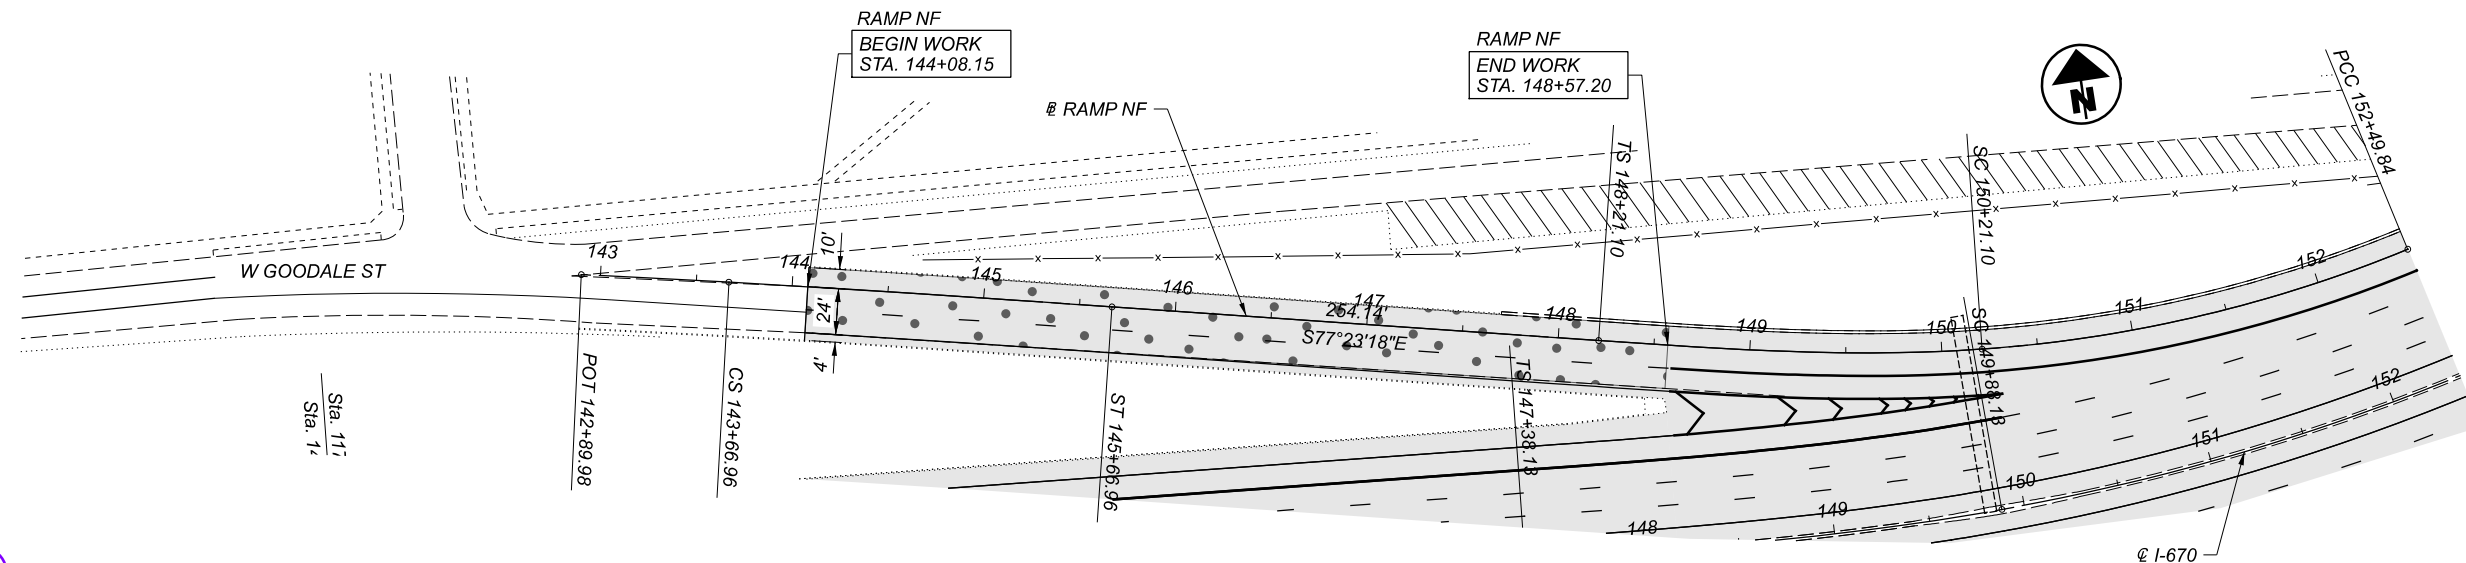 RAMP NF
BEGIN WORK
STA. 144+08.15
RAMP NF
END WORK
STA. 148+57.20
N
PCC 152+49.84
℄ RAMP NF
TS 148+21.10
SC 150+21.10
W GOODALE ST
143
144
145
146
147
148
149
150
151
152
10'
24'
4'
254.14'
S77°23'18"E
POT 142+89.98
CS 143+66.96
ST 145+66.96
TS 147+38.13
SC 149+88.13
Sta. 117
Sta. 14
148
149
150
151
152
℄ I-670